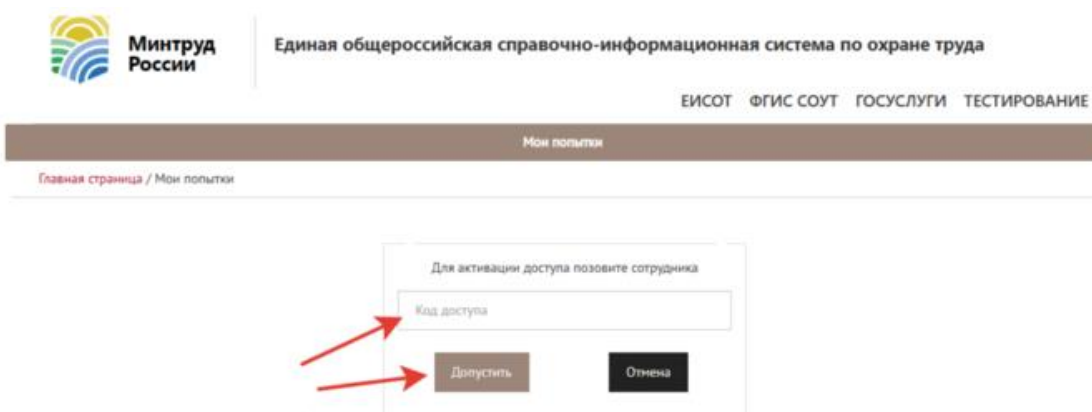 Минтруд
России
Единая общероссийская справочно-информационная система по охране труда
ЕИСОТ ФГИС СОУТ ГОСУСЛУГИ ТЕСТИРОВАНИЕ
Мои попытки
Главная страница / Мои попытки
Для активации доступа позовите сотрудника
Код доступа
Допустить Отмена